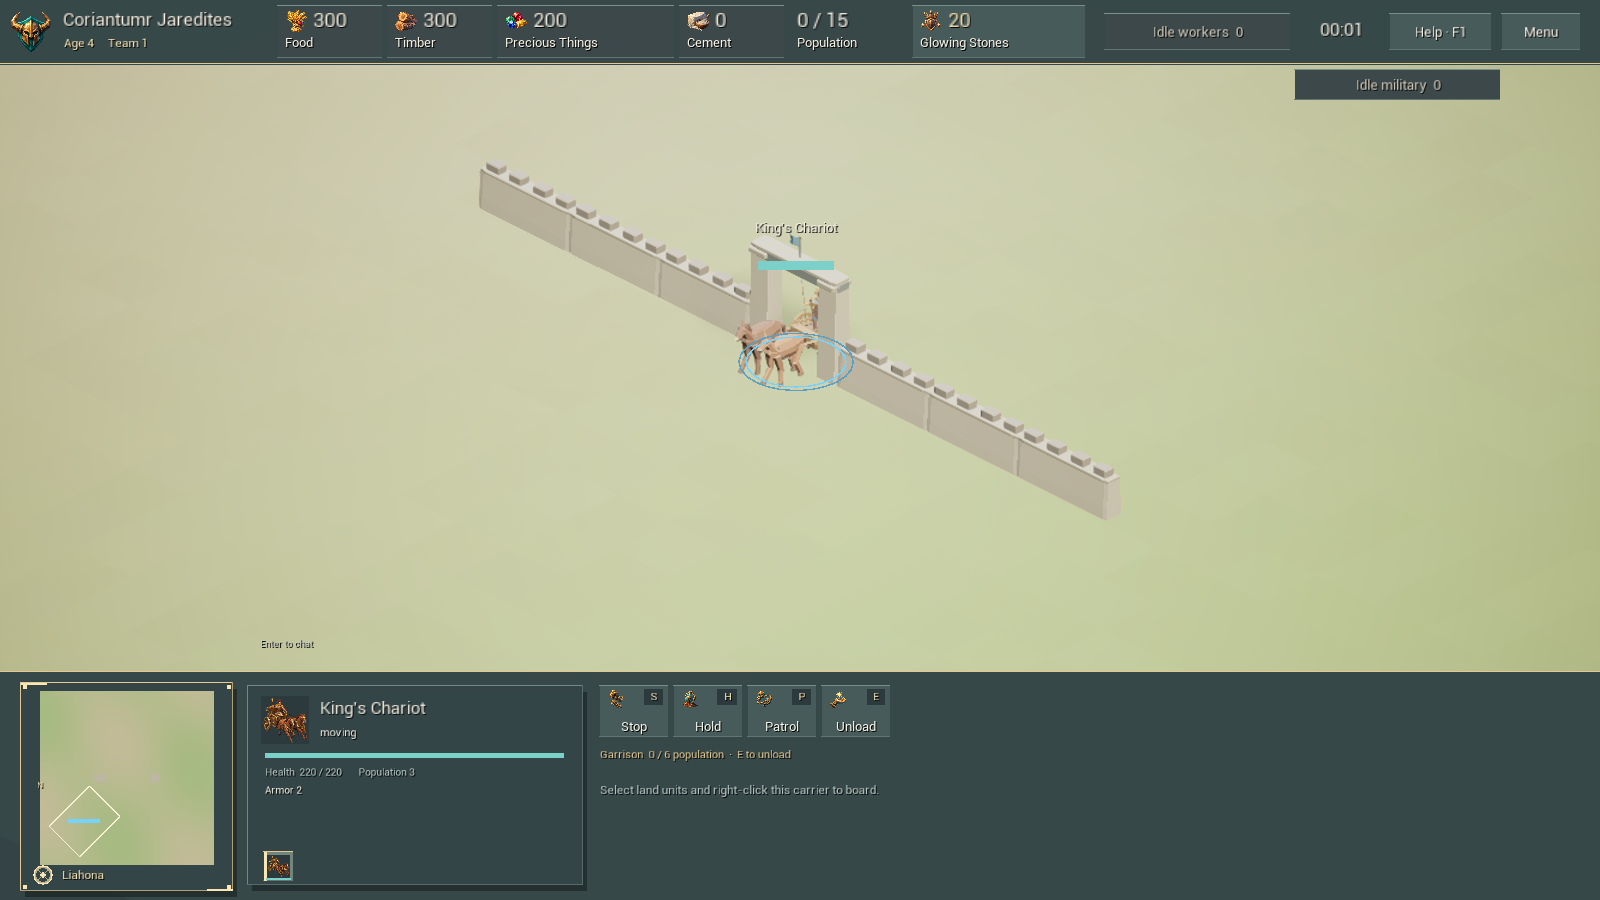 Coriantumr Jaredites
Age 4 Team 1
300
Food
300
Timber
200
Precious Things
0
Cement
0 / 15
Population
20
Glowing Stones
Idle workers 0
00:01
Help · F1
Menu
Idle military 0
King's Chariot
Enter to chat
N
Liahona
King's Chariot
moving
Health 220 / 220 Population 3
Armor 2
S
Stop
H
Hold
P
Patrol
E
Unload
Garrison 0 / 6 population · E to unload
Select land units and right-click this carrier to board.